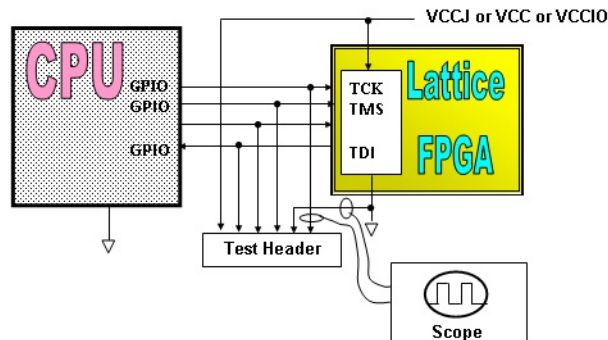 VCCJ or VCC or VCCIO
CPU
GPIO
GPIO
GPIO
TCK
TMS
TDI
Lattice
FPGA
Test Header
Scope